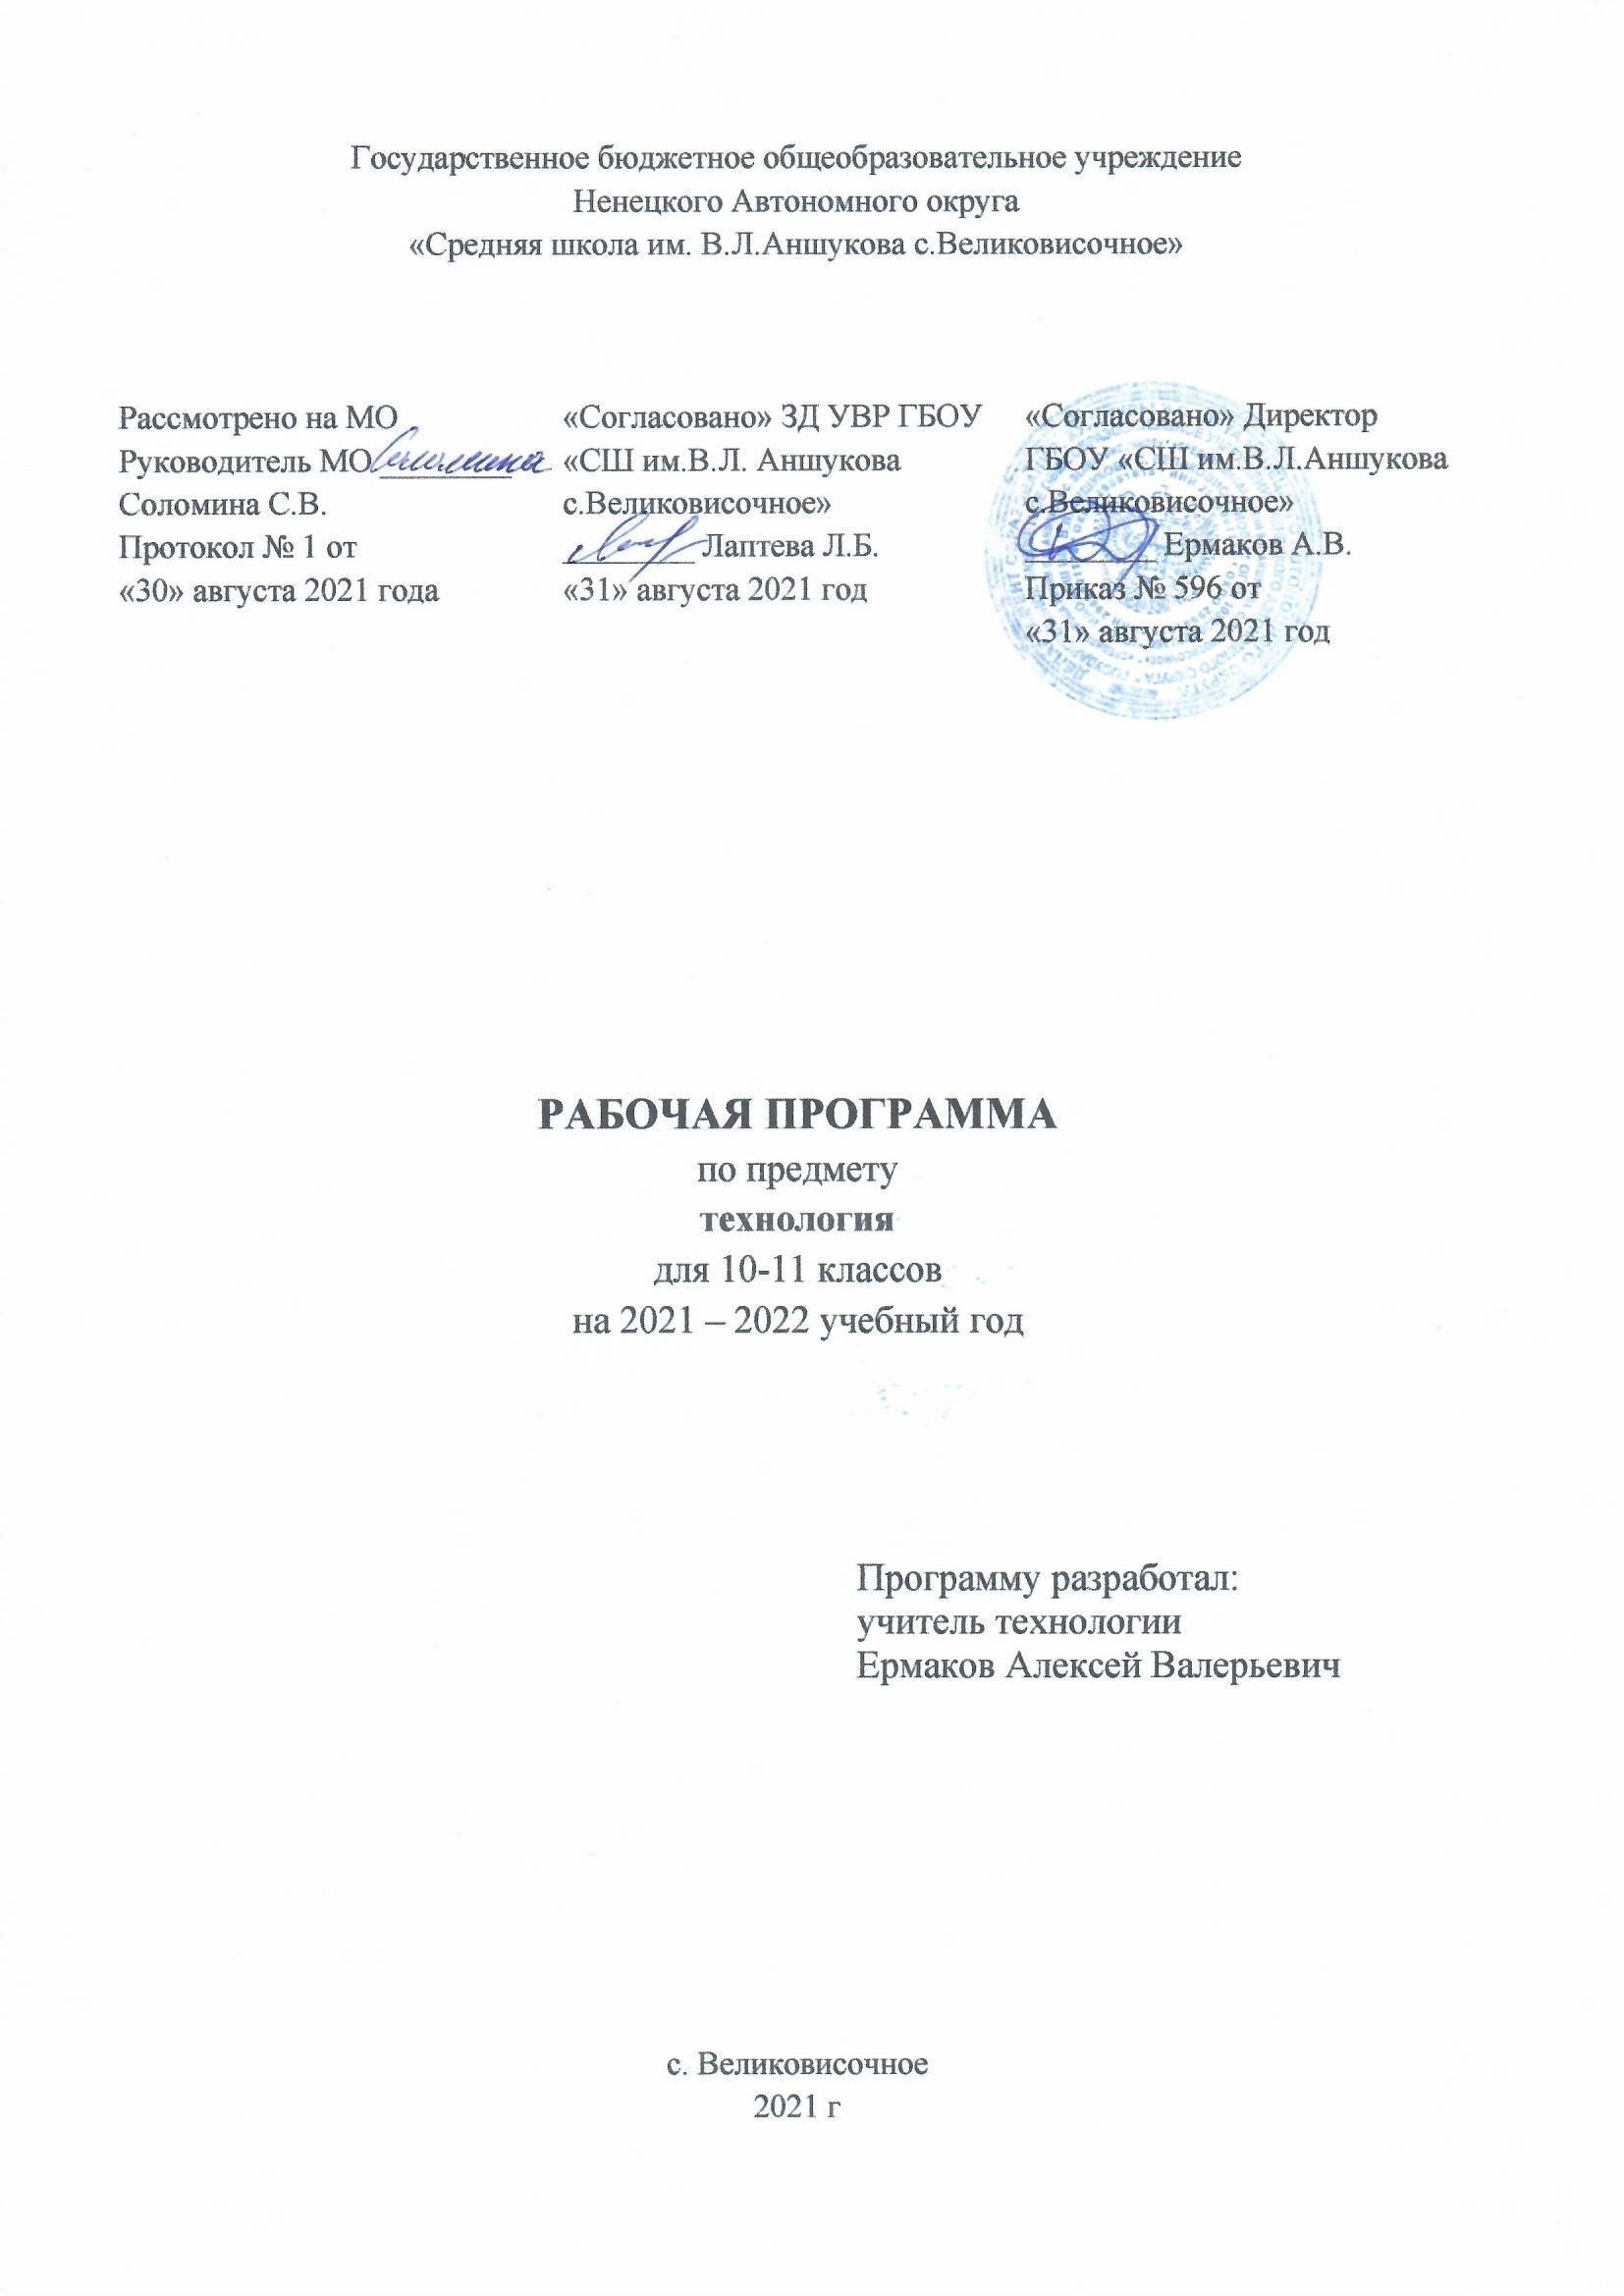 Государственное бюджетное общеобразовательное учреждение
Ненецкого Автономного округа
«Средняя школа им. В.Л.Аншукова с.Великовисочное»
Рассмотрено на МО
Руководитель МО
Соломина С.В.
Протокол № 1 от
«30» августа 2021 года
«Согласовано» ЗД УВР ГБОУ
«СШ им.В.Л. Аншукова
с.Великовисочное»
________ Лаптева Л.Б.
«31» августа 2021 год
«Согласовано» Директор
ГБОУ «СШ им.В.Л.Аншукова
с.Великовисочное»
________ Ермаков А.В.
Приказ № 596 от
«31» августа 2021 год
РАБОЧАЯ ПРОГРАММА
по предмету
технология
для 10-11 классов
на 2021 – 2022 учебный год
Программу разработал:
учитель технологии
Ермаков Алексей Валерьевич
с. Великовисочное
2021 г